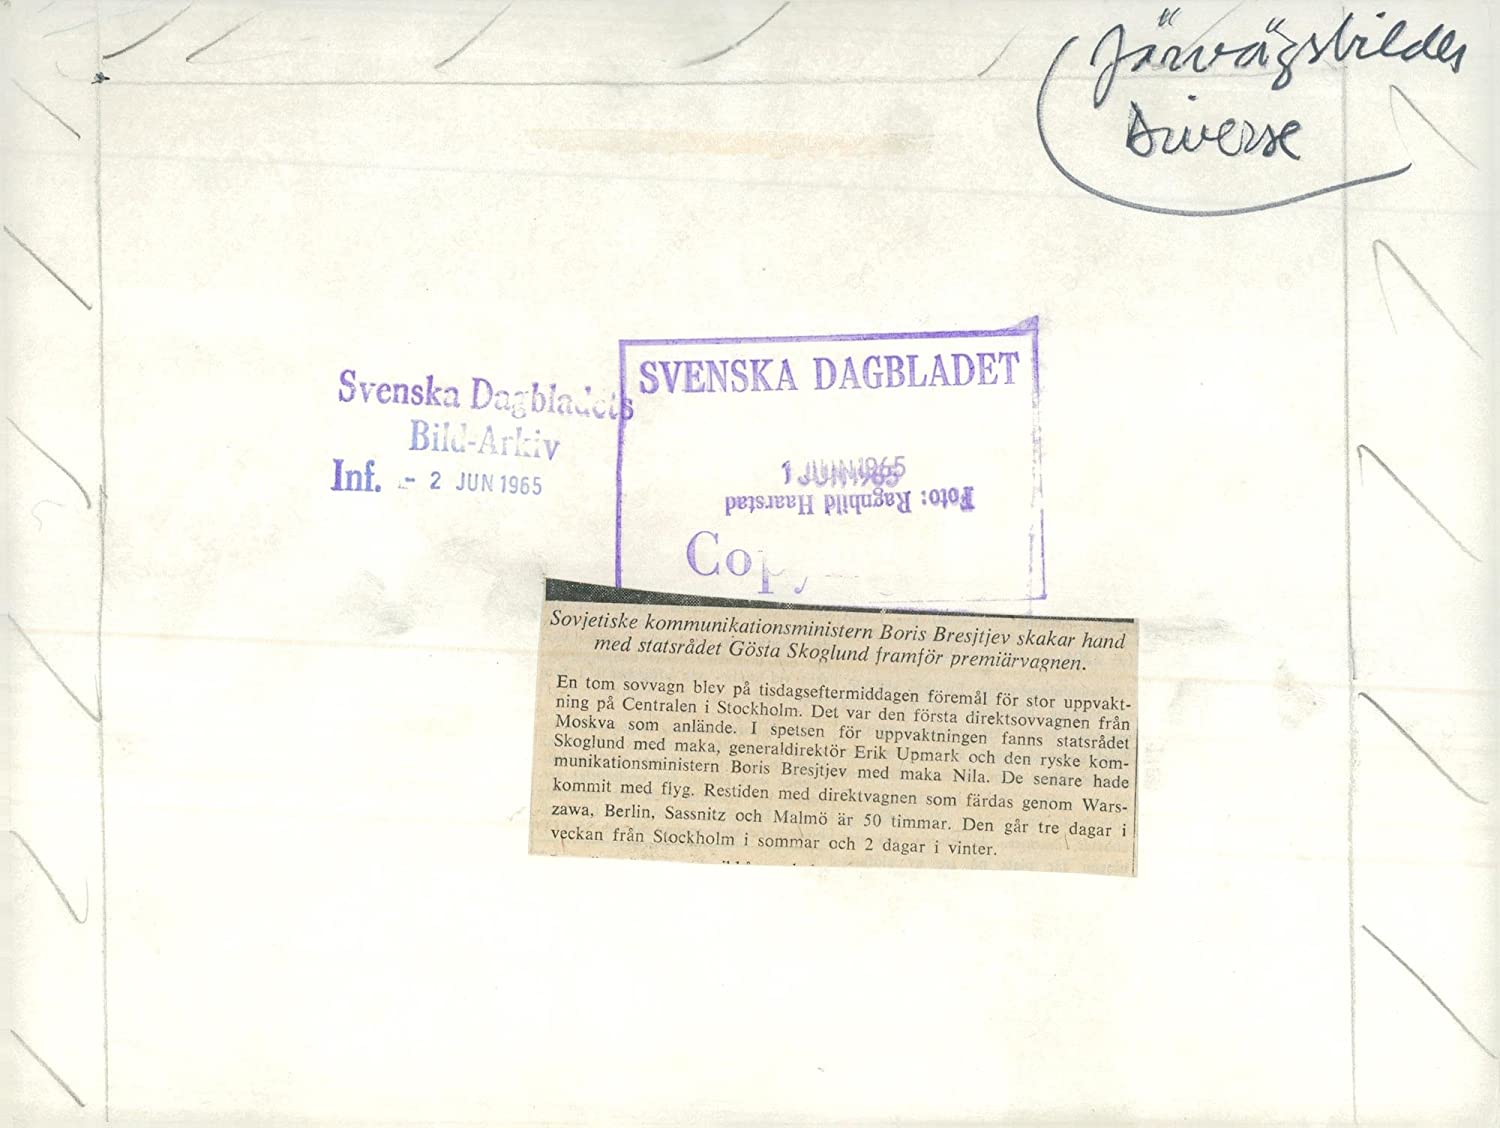 Järvägsbilder
Diverse
SVENSKA DAGBLADET
Svenska Dagbladets
Bild-Arkiv
Inf. - 2 JUN 1965
1 JUNI 1965
Foto: Ragnhild Haarstad
Copy
Sovjetiske kommunikationsministern Boris Bresjtjev skakar hand
med statsrådet Gösta Skoglund framför premiärvagnen.
En tom sovvagn blev på tisdagseftermiddagen föremål för stor uppvakt-
ning på Centralen i Stockholm. Det var den första direktsovvagnen från
Moskva som anlände. I spetsen för uppvaktningen fanns statsrådet
Skoglund med maka, generaldirektör Erik Upmark och den ryske kom-
munikationsministern Boris Bresjtjev med maka Nila. De senare hade
kommit med flyg. Restiden med direktvagnen som färdas genom Wars-
zawa, Berlin, Sassnitz och Malmö är 50 timmar. Den går tre dagar i
veckan från Stockholm i sommar och 2 dagar i vinter.